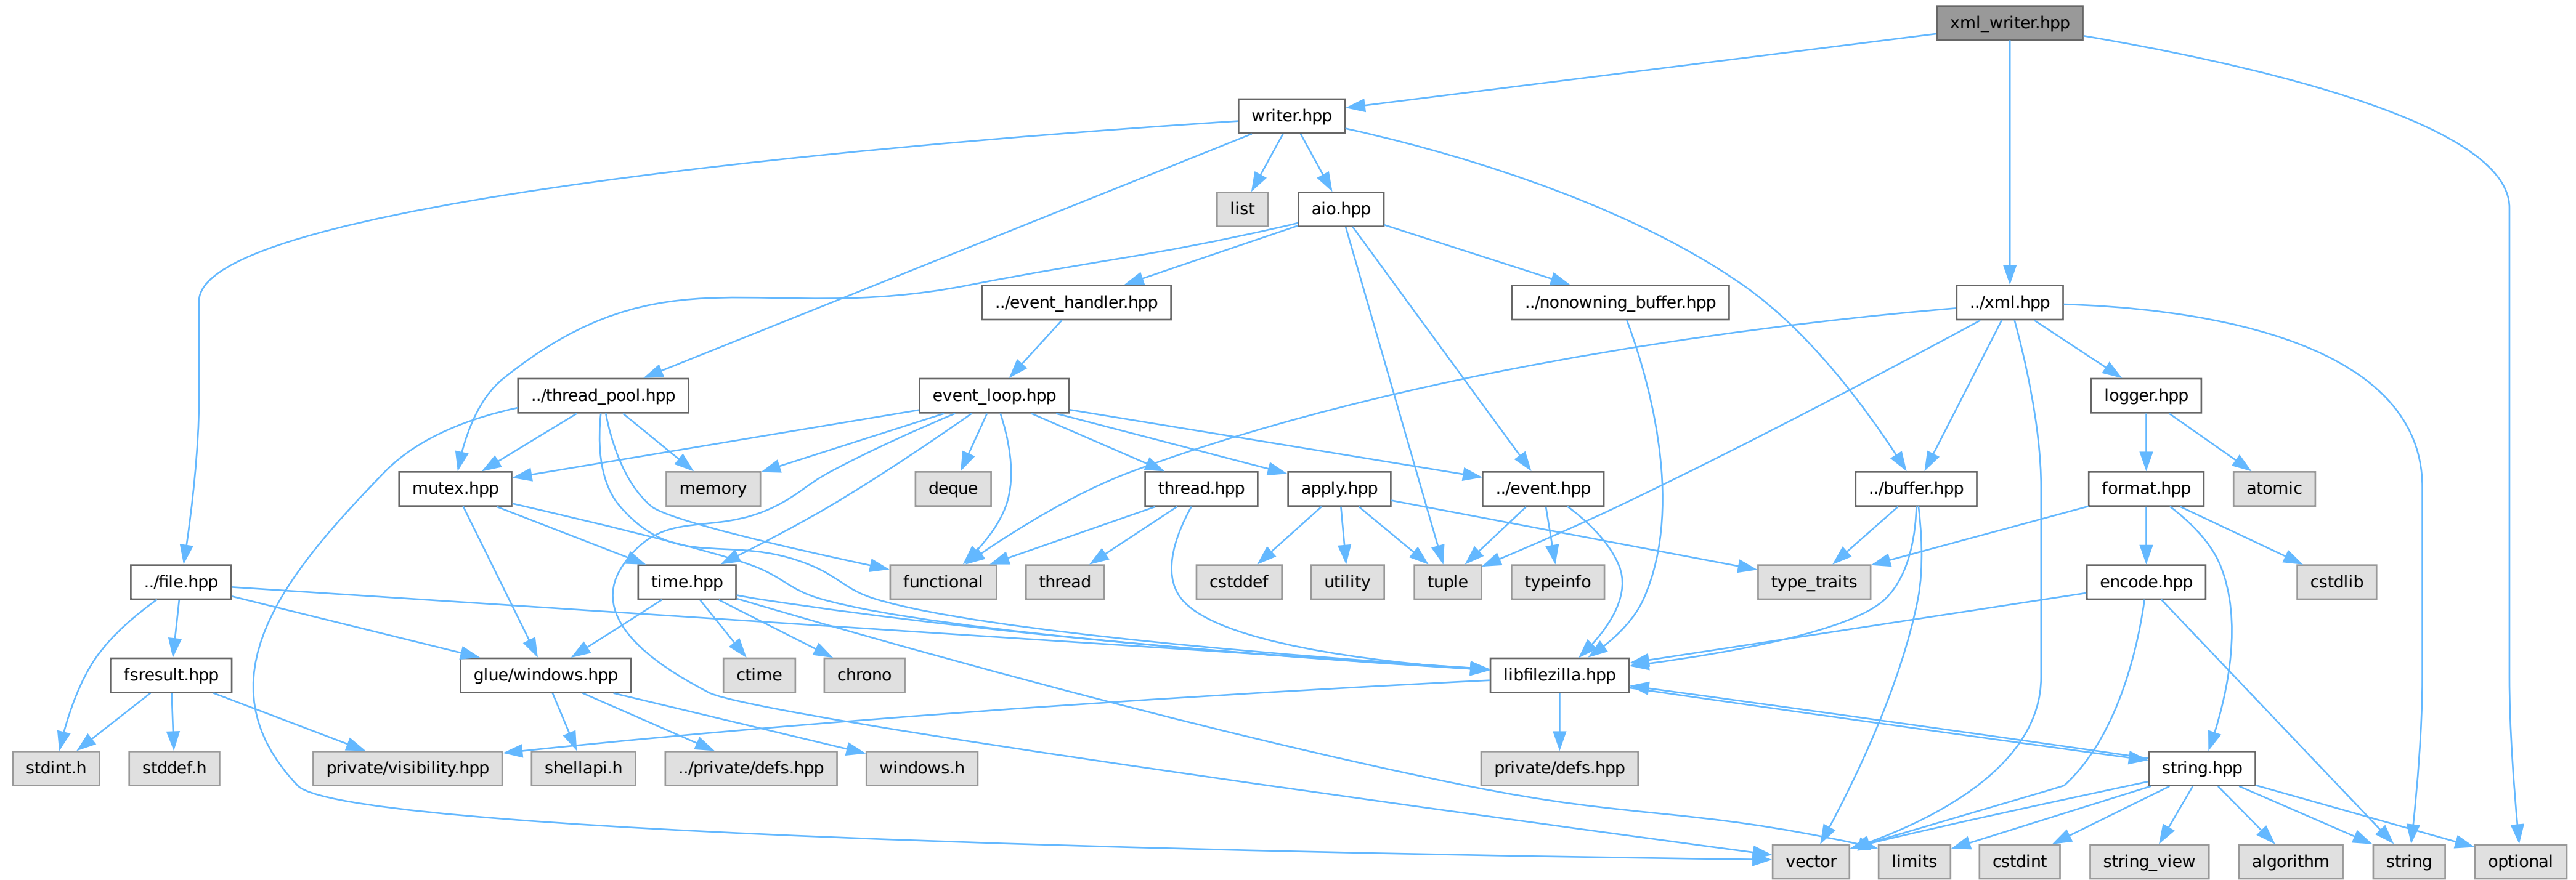 xml_writer.hpp
writer.hpp
list
aio.hpp
../event_handler.hpp
../nonowning_buffer.hpp
../xml.hpp
../thread_pool.hpp
event_loop.hpp
logger.hpp
mutex.hpp
memory
deque
thread.hpp
apply.hpp
../event.hpp
../buffer.hpp
format.hpp
atomic
../file.hpp
time.hpp
functional
thread
cstddef
utility
tuple
typeinfo
type_traits
encode.hpp
cstdlib
fsresult.hpp
glue/windows.hpp
ctime
chrono
libfilezilla.hpp
stdint.h
stddef.h
private/visibility.hpp
shellapi.h
../private/defs.hpp
windows.h
private/defs.hpp
string.hpp
vector
limits
cstdint
string_view
algorithm
string
optional